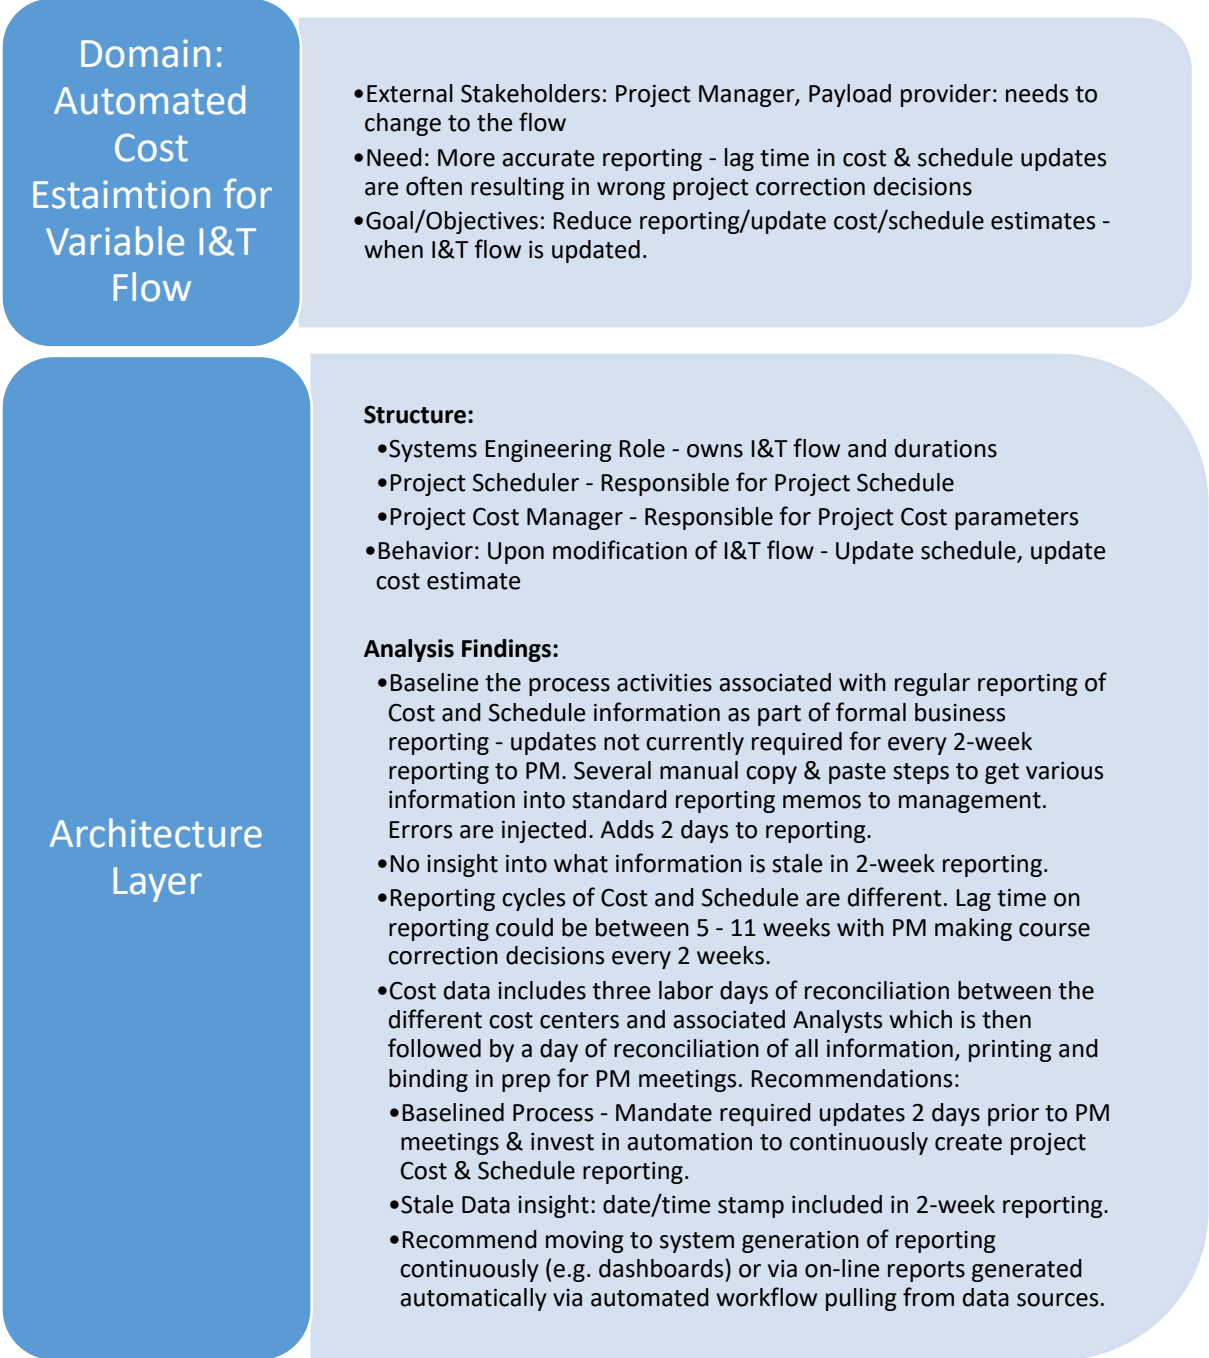 Domain:
Automated
Cost
Estaimtion for
Variable I&T
Flow
•External Stakeholders: Project Manager, Payload provider: needs to
change to the flow
•Need: More accurate reporting - lag time in cost & schedule updates
are often resulting in wrong project correction decisions
•Goal/Objectives: Reduce reporting/update cost/schedule estimates -
when I&T flow is updated.
Architecture
Layer
Structure:
•Systems Engineering Role - owns I&T flow and durations
•Project Scheduler - Responsible for Project Schedule
•Project Cost Manager - Responsible for Project Cost parameters
•Behavior: Upon modification of I&T flow - Update schedule, update
cost estimate
Analysis Findings:
•Baseline the process activities associated with regular reporting of
Cost and Schedule information as part of formal business
reporting - updates not currently required for every 2-week
reporting to PM. Several manual copy & paste steps to get various
information into standard reporting memos to management.
Errors are injected. Adds 2 days to reporting.
•No insight into what information is stale in 2-week reporting.
•Reporting cycles of Cost and Schedule are different. Lag time on
reporting could be between 5 - 11 weeks with PM making course
correction decisions every 2 weeks.
•Cost data includes three labor days of reconciliation between the
different cost centers and associated Analysts which is then
followed by a day of reconciliation of all information, printing and
binding in prep for PM meetings. Recommendations:
•Baselined Process - Mandate required updates 2 days prior to PM
meetings & invest in automation to continuously create project
Cost & Schedule reporting.
•Stale Data insight: date/time stamp included in 2-week reporting.
•Recommend moving to system generation of reporting
continuously (e.g. dashboards) or via on-line reports generated
automatically via automated workflow pulling from data sources.